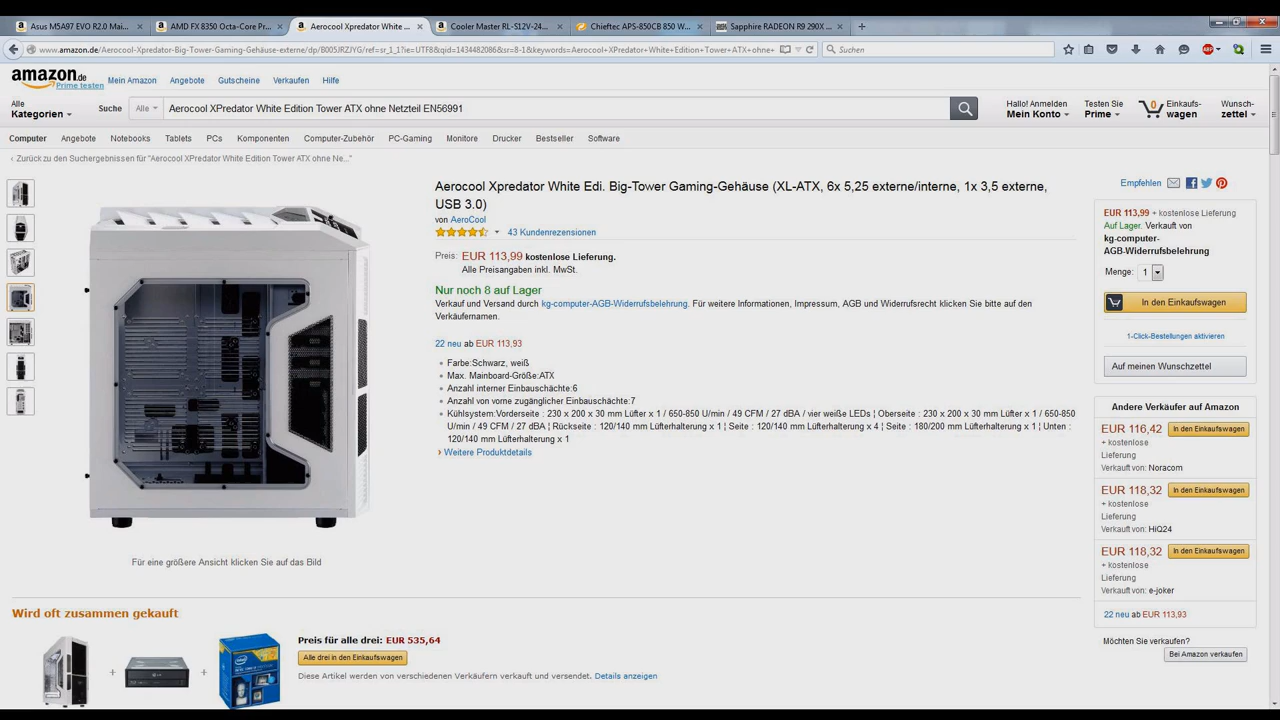 Asus M5A97 EVO R2.0 Mai...
AMD FX 8350 Octa-Core Pr...
Aerocool Xpredator White ...
Cooler Master RL-S12V-24...
Chieftec APS-850CB 850 W...
Sapphire RADEON R9 290X ...
www.amazon.de/Aerocool-Xpredator-Big-Tower-Gaming-Gehäuse-externe/dp/B005JRZJYG/ref=sr_1_1?ie=UTF8&qid=1434482086&sr=8-1&keywords=Aerocool+XPredator+White+Edition+Tower+ATX+ohne+
Suchen
ABP
amazon.de
Prime testen
Mein Amazon
Angebote
Gutscheine
Verkaufen
Hilfe
Alle
Kategorien
Suche
Alle
Aerocool XPredator White Edition Tower ATX ohne Netzteil EN56991
Hallo! Anmelden
Mein Konto
Testen Sie
Prime
0
Einkaufs-
wagen
Wunsch-
zettel
Computer
Angebote
Notebooks
Tablets
PCs
Komponenten
Computer-Zubehör
PC-Gaming
Monitore
Drucker
Bestseller
Software
‹ Zurück zu den Suchergebnissen für "Aerocool XPredator White Edition Tower ATX ohne Ne..."
Aerocool Xpredator White Edi. Big-Tower Gaming-Gehäuse (XL-ATX, 6x 5,25 externe/interne, 1x 3,5 externe,
USB 3.0)
von AeroCool
43 Kundenrezensionen
Preis: EUR 113,99 kostenlose Lieferung.
Alle Preisangaben inkl. MwSt.
Nur noch 8 auf Lager
Verkauf und Versand durch kg-computer-AGB-Widerrufsbelehrung. Für weitere Informationen, Impressum, AGB und Widerrufsrecht klicken Sie bitte auf den
Verkäufernamen.
22 neu ab EUR 113,93
Farbe:Schwarz, weiß
Max. Mainboard-Größe:ATX
Anzahl interner Einbauschächte:6
Anzahl von vorne zugänglicher Einbauschächte:7
Kühlsystem:Vorderseite : 230 x 200 x 30 mm Lüfter x 1 / 650-850 U/min / 49 CFM / 27 dBA / vier weiße LEDs ¦ Oberseite : 230 x 200 x 30 mm Lüfter x 1 / 650-850
U/min / 49 CFM / 27 dBA ¦ Rückseite : 120/140 mm Lüfterhalterung x 1 ¦ Seite : 120/140 mm Lüfterhalterung x 4 ¦ Seite : 180/200 mm Lüfterhalterung x 1 ¦ Unten :
120/140 mm Lüfterhalterung x 1
› Weitere Produktdetails
Für eine größere Ansicht klicken Sie auf das Bild
Empfehlen
EUR 113,99 + kostenlose Lieferung
Auf Lager. Verkauft von
kg-computer-
AGB-Widerrufsbelehrung
Menge: 1
In den Einkaufswagen
1-Click-Bestellungen aktivieren
Auf meinen Wunschzettel
Andere Verkäufer auf Amazon
EUR 116,42
In den Einkaufswagen
+ kostenlose
Lieferung
Verkauft von: Noracom
EUR 118,32
In den Einkaufswagen
+ kostenlose
Lieferung
Verkauft von: HiQ24
EUR 118,32
In den Einkaufswagen
+ kostenlose
Lieferung
Verkauft von: e-joker
22 neu ab EUR 113,93
Möchten Sie verkaufen?
Bei Amazon verkaufen
Wird oft zusammen gekauft
Preis für alle drei: EUR 535,64
Alle drei in den Einkaufswagen
Diese Artikel werden von verschiedenen Verkäufern verkauft und versendet. Details anzeigen